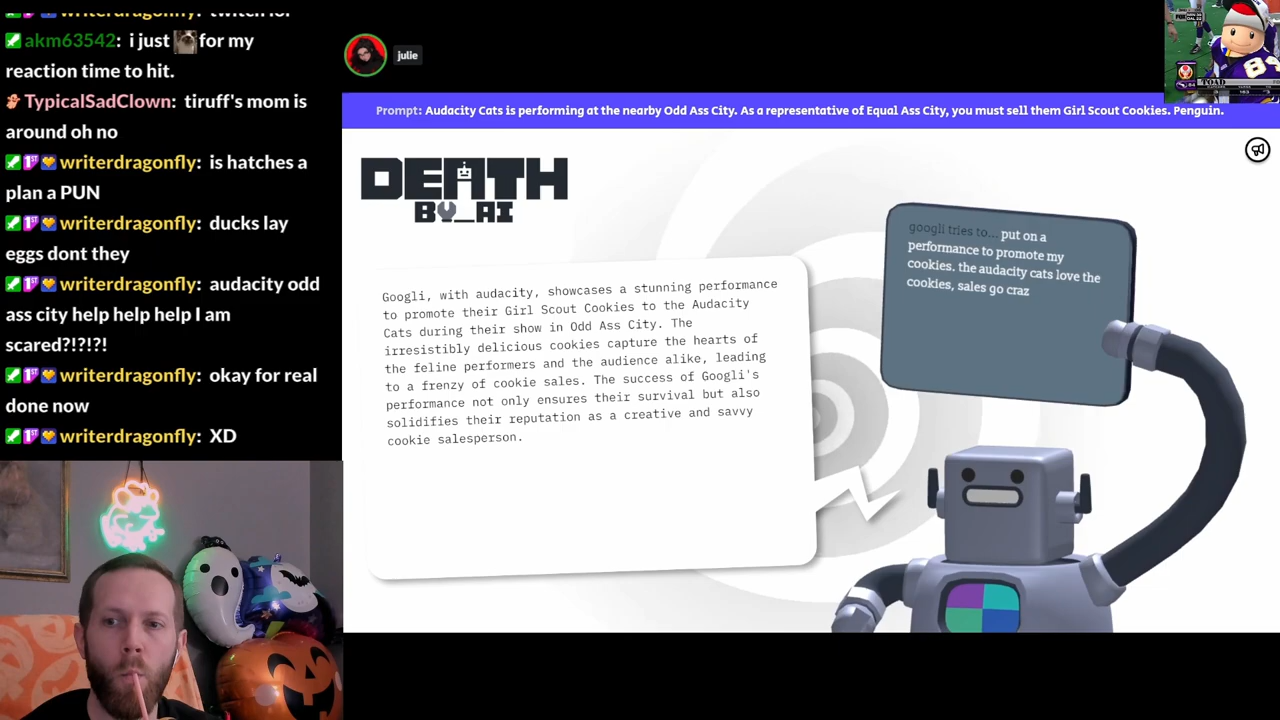 akm63542: i just for my
reaction time to hit.
TypicalSadClown: tiruff's mom is
around oh no
writerdragonfly: is hatches a
plan a PUN
writerdragonfly: ducks lay
eggs dont they
writerdragonfly: audacity odd
ass city help help help I am
scared?!?!?!
writerdragonfly: okay for real
done now
writerdragonfly: XD
julie
Prompt: Audacity Cats is performing at the nearby Odd Ass City. As a representative of Equal Ass City, you must sell them Girl Scout Cookies. Penguin.
DEATH
BY_AI
Googli, with audacity, showcases a stunning performance
to promote their Girl Scout Cookies to the Audacity
Cats during their show in Odd Ass City. The
irresistibly delicious cookies capture the hearts of
the feline performers and the audience alike, leading
to a frenzy of cookie sales. The success of Googli's
performance not only ensures their survival but also
solidifies their reputation as a creative and savvy
cookie salesperson.
googli tries to... put on a
performance to promote my
cookies. the audacity cats love the
cookies, sales go craz
TOAD